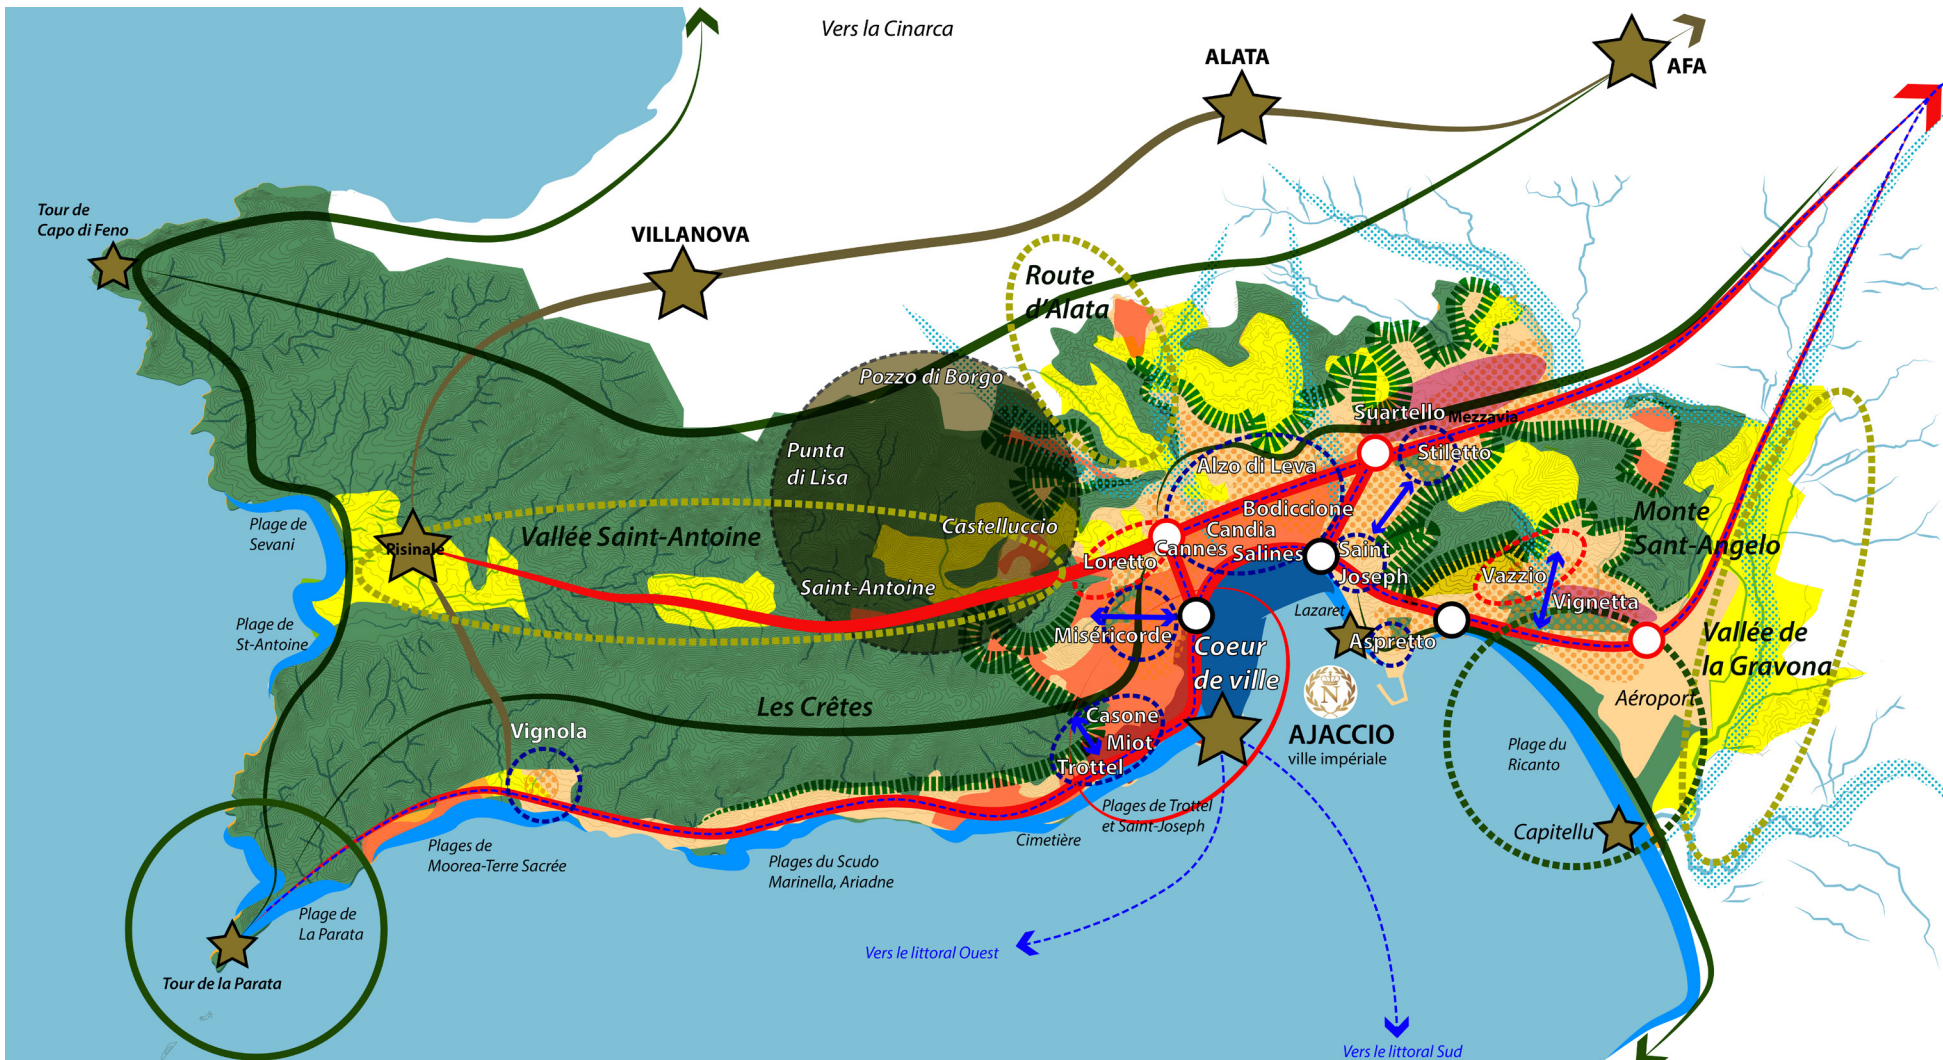 Vers la Cinarca
ALATA
AFA
Tour de
Capo di Feno
VILLANOVA
Route
d'Alata
Pozzo di Borgo
Punta
di Lisa
Suartello
Mezzavia
Stiletto
Alzo di Leva
Bodiccione
Candia
Cannes
Salines
Saint
Joseph
Plage de
Sevani
Pisinale
Vallée Saint-Antoine
Castelluccio
Saint-Antoine
Loretto
Monte
Sant-Angelo
Vazzio
Vignetta
Plage de
St-Antoine
Lazaret
Miséricorde
Aspretto
Coeur
de ville
Vallée de
la Gravona
Aéroport
Les Crêtes
Casone
Miot
Trottel
N
AJACCIO
ville impériale
Vignola
Plage du
Ricanto
Plages de Trottel
et Saint-Joseph
Capitellu
Cimetière
Plages de
Moorea-Terre Sacrée
Plages du Scudo
Marinella, Ariadne
Plage de
La Parata
Tour de la Parata
Vers le littoral Ouest
Vers le littoral Sud